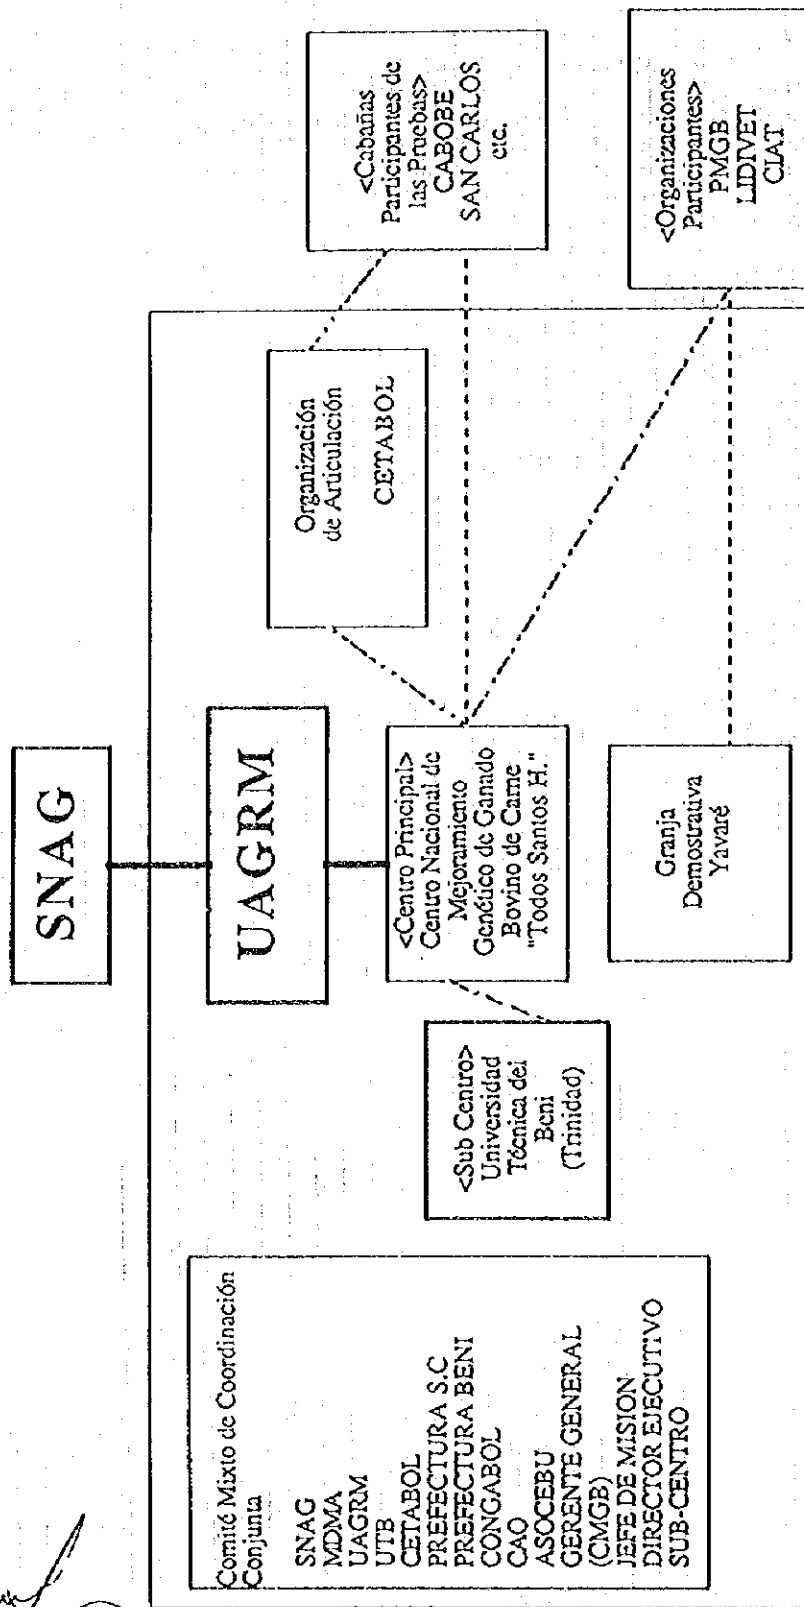 SNAG
UAGRM
Comité Mixto de Coordinación
Conjunta
SNAG
MDMA
UAGRM
UTB
CETABOL
PREFECTURA S.C
PREFECTURA BENI
CONGABOL
CAO
ASOCEBU
GERENTE GENERAL
(CMGB)
JEFE DE MISION
DIRECTOR EJECUTIVO
SUB-CENTRO
<Sub Centro>
Universidad
Técnica del
Beni
(Trinidad)
<Centro Principal>
Centro Nacional de
Mejoramiento
Genético de Ganado
Bovino de Carne
"Todos Santos H."
Organización
de Articulación
CETABOL
<Cabañas
Participantes de
las Pruebas>
CABOBE
SAN CARLOS
etc.
Granja
Demostrativa
Yavaré
<Organizaciones
Participantes>
PMGB
LIDIVET
CIAT